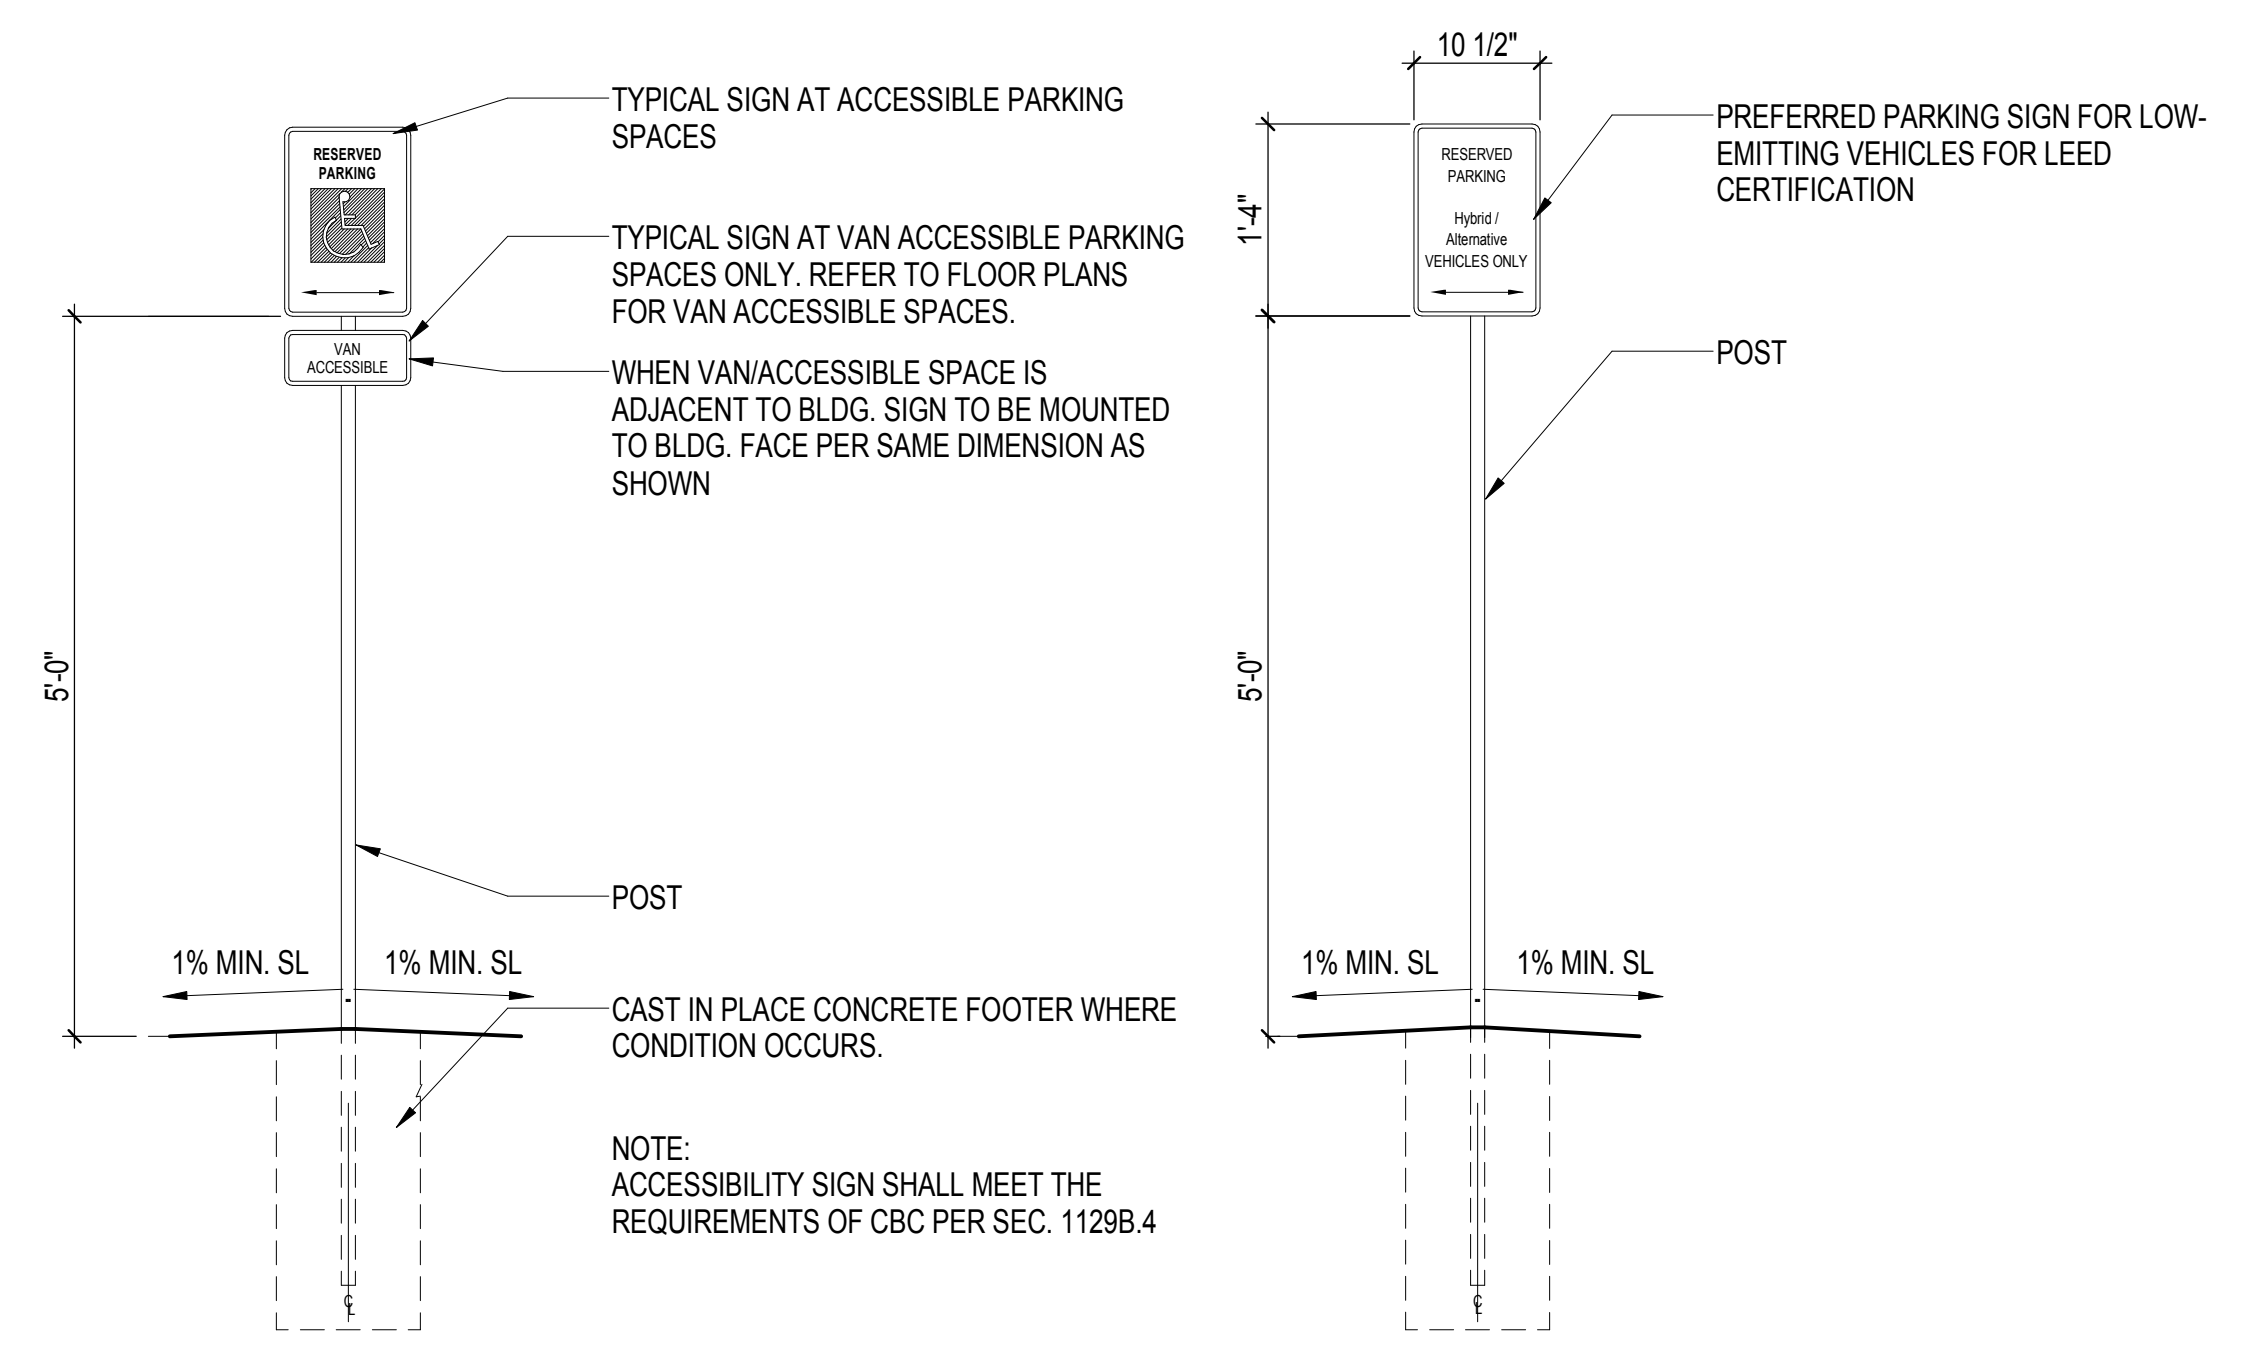 TYPICAL SIGN AT ACCESSIBLE PARKING
SPACES
RESERVED
PARKING
TYPICAL SIGN AT VAN ACCESSIBLE PARKING
SPACES ONLY. REFER TO FLOOR PLANS
FOR VAN ACCESSIBLE SPACES.
VAN
ACCESSIBLE
WHEN VAN/ACCESSIBLE SPACE IS
ADJACENT TO BLDG. SIGN TO BE MOUNTED
TO BLDG. FACE PER SAME DIMENSION AS
SHOWN
5'-0"
POST
1% MIN. SL
1% MIN. SL
CAST IN PLACE CONCRETE FOOTER WHERE
CONDITION OCCURS.
NOTE:
ACCESSIBILITY SIGN SHALL MEET THE
REQUIREMENTS OF CBC PER SEC. 1129B.4
℄
10 1/2"
PREFERRED PARKING SIGN FOR LOW-
EMITTING VEHICLES FOR LEED
CERTIFICATION
RESERVED
PARKING
Hybrid /
Alternative
VEHICLES ONLY
1'-4"
POST
5'-0"
1% MIN. SL
1% MIN. SL
℄